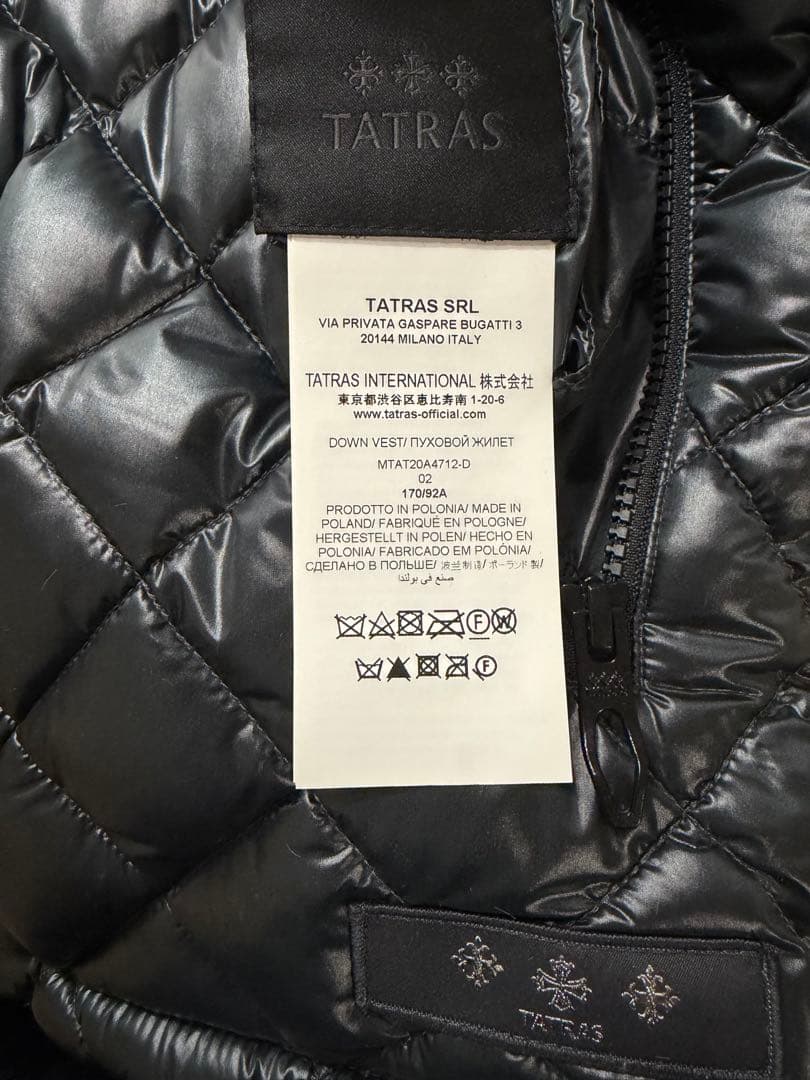 TATRAS
TATRAS SRL
VIA PRIVATA GASPARE BUGATTI 3
20144 MILANO ITALY
TATRAS INTERNATIONAL 株式会社
東京都渋谷区恵比寿南 1-20-6
www.tatras-official.com
DOWN VEST/ ПУХОВОЙ ЖИЛЕТ
MTAT20A4712-D
02
170/92A
PRODOTTO IN POLONIA/ MADE IN
POLAND/ FABRIQUÉ EN POLOGNE/
HERGESTELLT IN POLEN/ HECHO EN
POLONIA/ FABRICADO EM POLÓNIA/
СДЕЛАНО В ПОЛЬШЕ/ 波兰制造/ ポーランド 製/
صنع في بولندا
F W
F
TATRAS